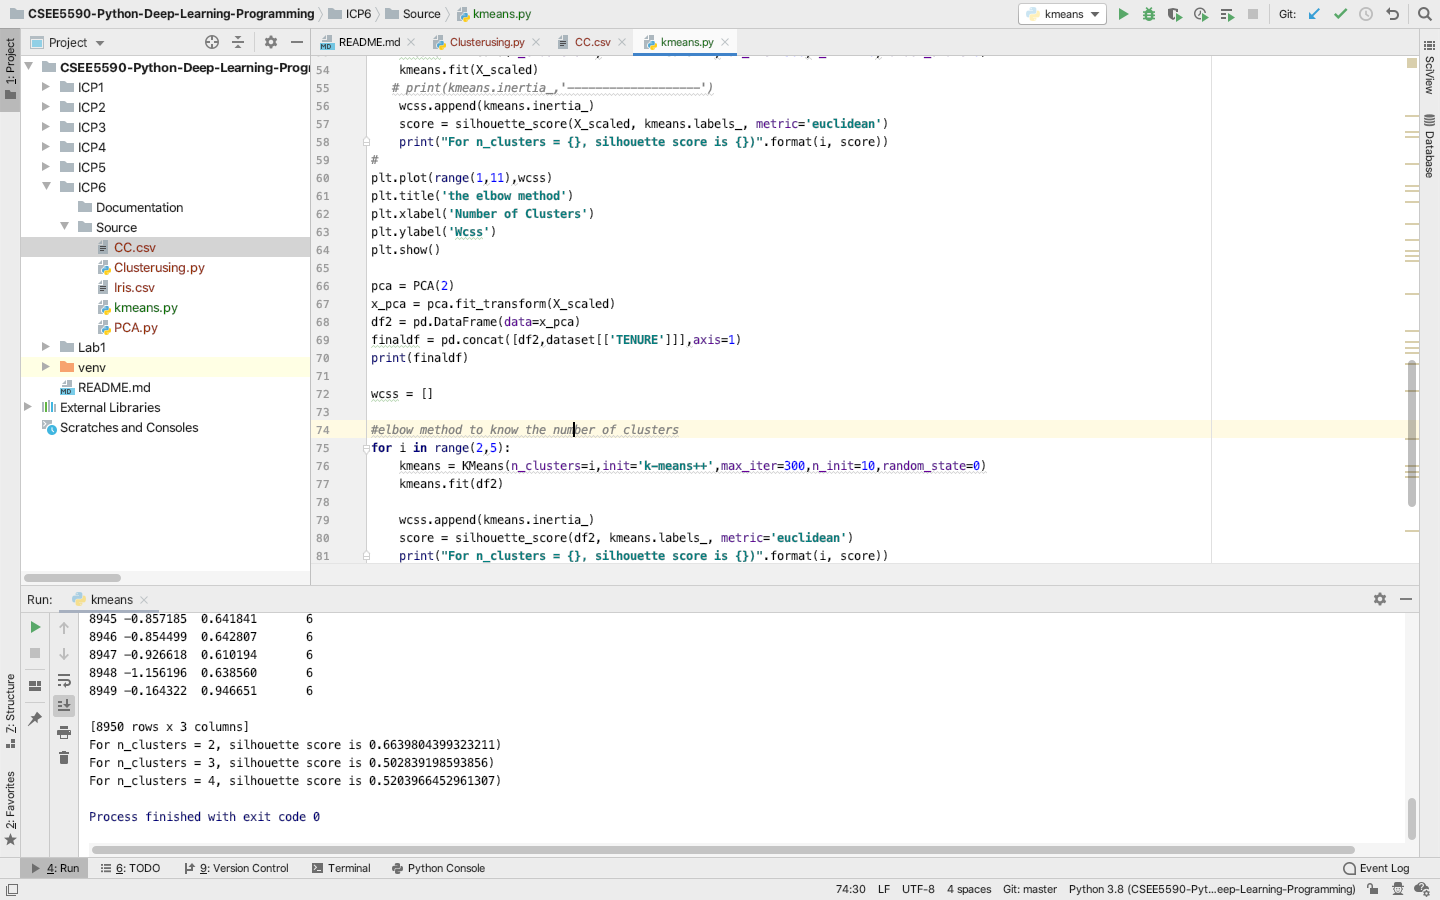 CSEE5590-Python-Deep-Learning-Programming
ICP6
Source
kmeans.py
kmeans
Git:
1: Project
Project
README.md
Clusterusing.py
CC.csv
kmeans.py
CSEE5590-Python-Deep-Learning-Prog
ICP1
ICP2
ICP3
ICP4
ICP5
ICP6
Documentation
Source
CC.csv
Clusterusing.py
Iris.csv
kmeans.py
PCA.py
Lab1
venv
README.md
External Libraries
Scratches and Consoles
54 kmeans.fit(X_scaled)
55 # print(kmeans.inertia_,'-------------------')
56 wcss.append(kmeans.inertia_)
57 score = silhouette_score(X_scaled, kmeans.labels_, metric='euclidean')
58 print("For n_clusters = {}, silhouette score is {})".format(i, score))
59 #
60 plt.plot(range(1,11),wcss)
61 plt.title('the elbow method')
62 plt.xlabel('Number of Clusters')
63 plt.ylabel('Wcss')
64 plt.show()
65
66 pca = PCA(2)
67 x_pca = pca.fit_transform(X_scaled)
68 df2 = pd.DataFrame(data=x_pca)
69 finaldf = pd.concat([df2,dataset[['TENURE']]],axis=1)
70 print(finaldf)
71
72 wcss = []
73
74 #elbow method to know the number of clusters
75 for i in range(2,5):
76 kmeans = KMeans(n_clusters=i,init='k-means++',max_iter=300,n_init=10,random_state=0)
77 kmeans.fit(df2)
78
79 wcss.append(kmeans.inertia_)
80 score = silhouette_score(df2, kmeans.labels_, metric='euclidean')
81 print("For n_clusters = {}, silhouette score is {})".format(i, score))
SciView
Database
Run:
kmeans
8945 -0.857185 0.641841 6
8946 -0.854499 0.642807 6
8947 -0.926618 0.610194 6
8948 -1.156196 0.638560 6
8949 -0.164322 0.946651 6
[8950 rows x 3 columns]
For n_clusters = 2, silhouette score is 0.6639804399323211)
For n_clusters = 3, silhouette score is 0.502839198593856)
For n_clusters = 4, silhouette score is 0.5203966452961307)
Process finished with exit code 0
Z: Structure
2: Favorites
4: Run
6: TODO
9: Version Control
Terminal
Python Console
Event Log
74:30
LF
UTF-8
4 spaces
Git: master
Python 3.8 (CSEE5590-Pyt...eep-Learning-Programming)